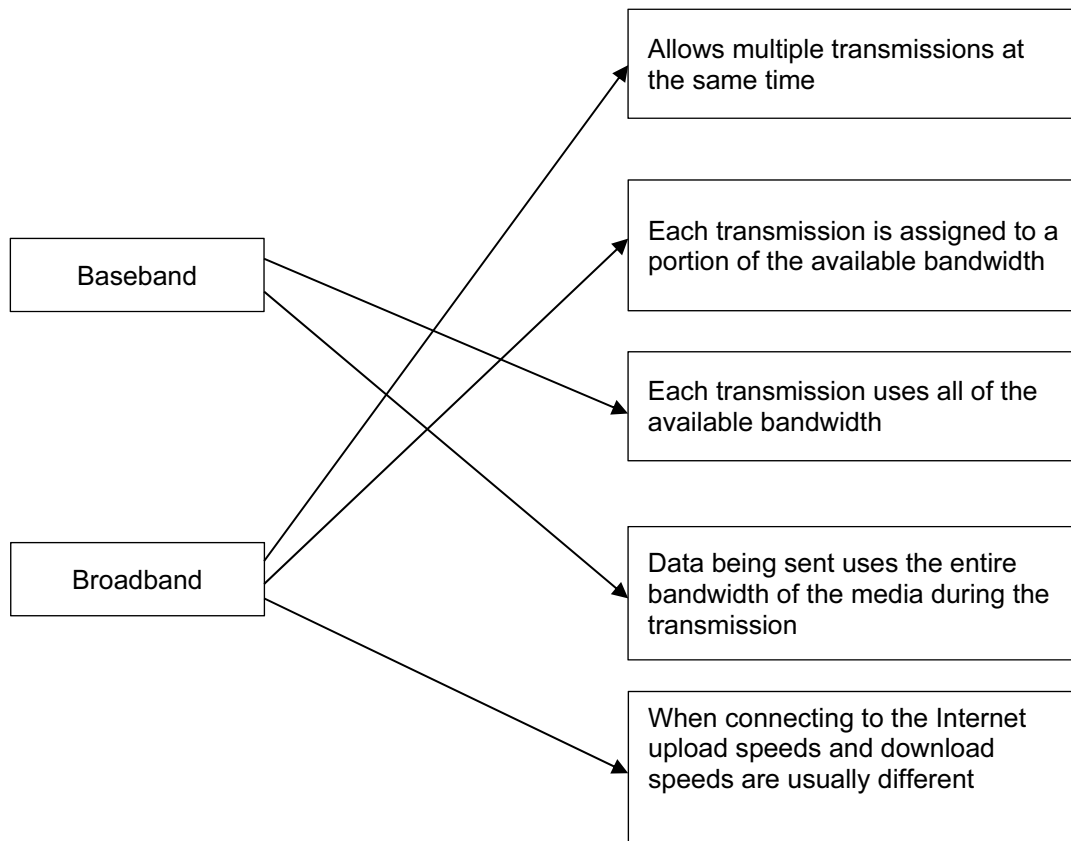 Allows multiple transmissions at
the same time
Each transmission is assigned to a
portion of the available bandwidth
Baseband
Each transmission uses all of the
available bandwidth
Broadband
Data being sent uses the entire
bandwidth of the media during the
transmission
When connecting to the Internet
upload speeds and download
speeds are usually different